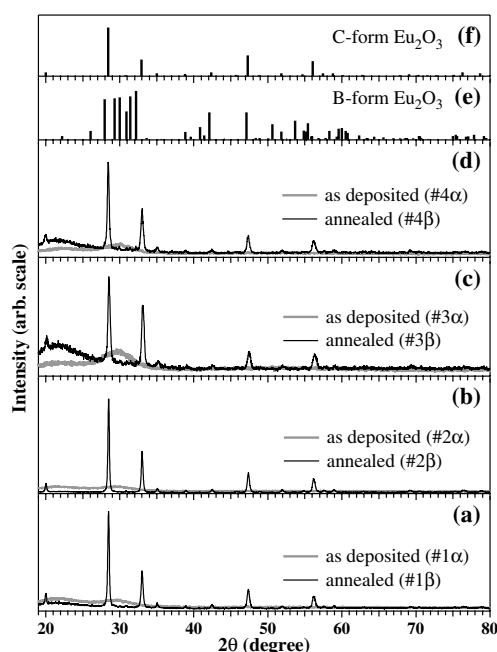 C-form Eu₂O₃ (f)
B-form Eu₂O₃ (e)
(d)
as deposited (#4α)
annealed (#4β)
(c)
as deposited (#3α)
annealed (#3β)
(b)
as deposited (#2α)
annealed (#2β)
(a)
as deposited (#1α)
annealed (#1β)
Intensity (arb. scale)
20 30 40 50 60 70 80
2θ (degree)